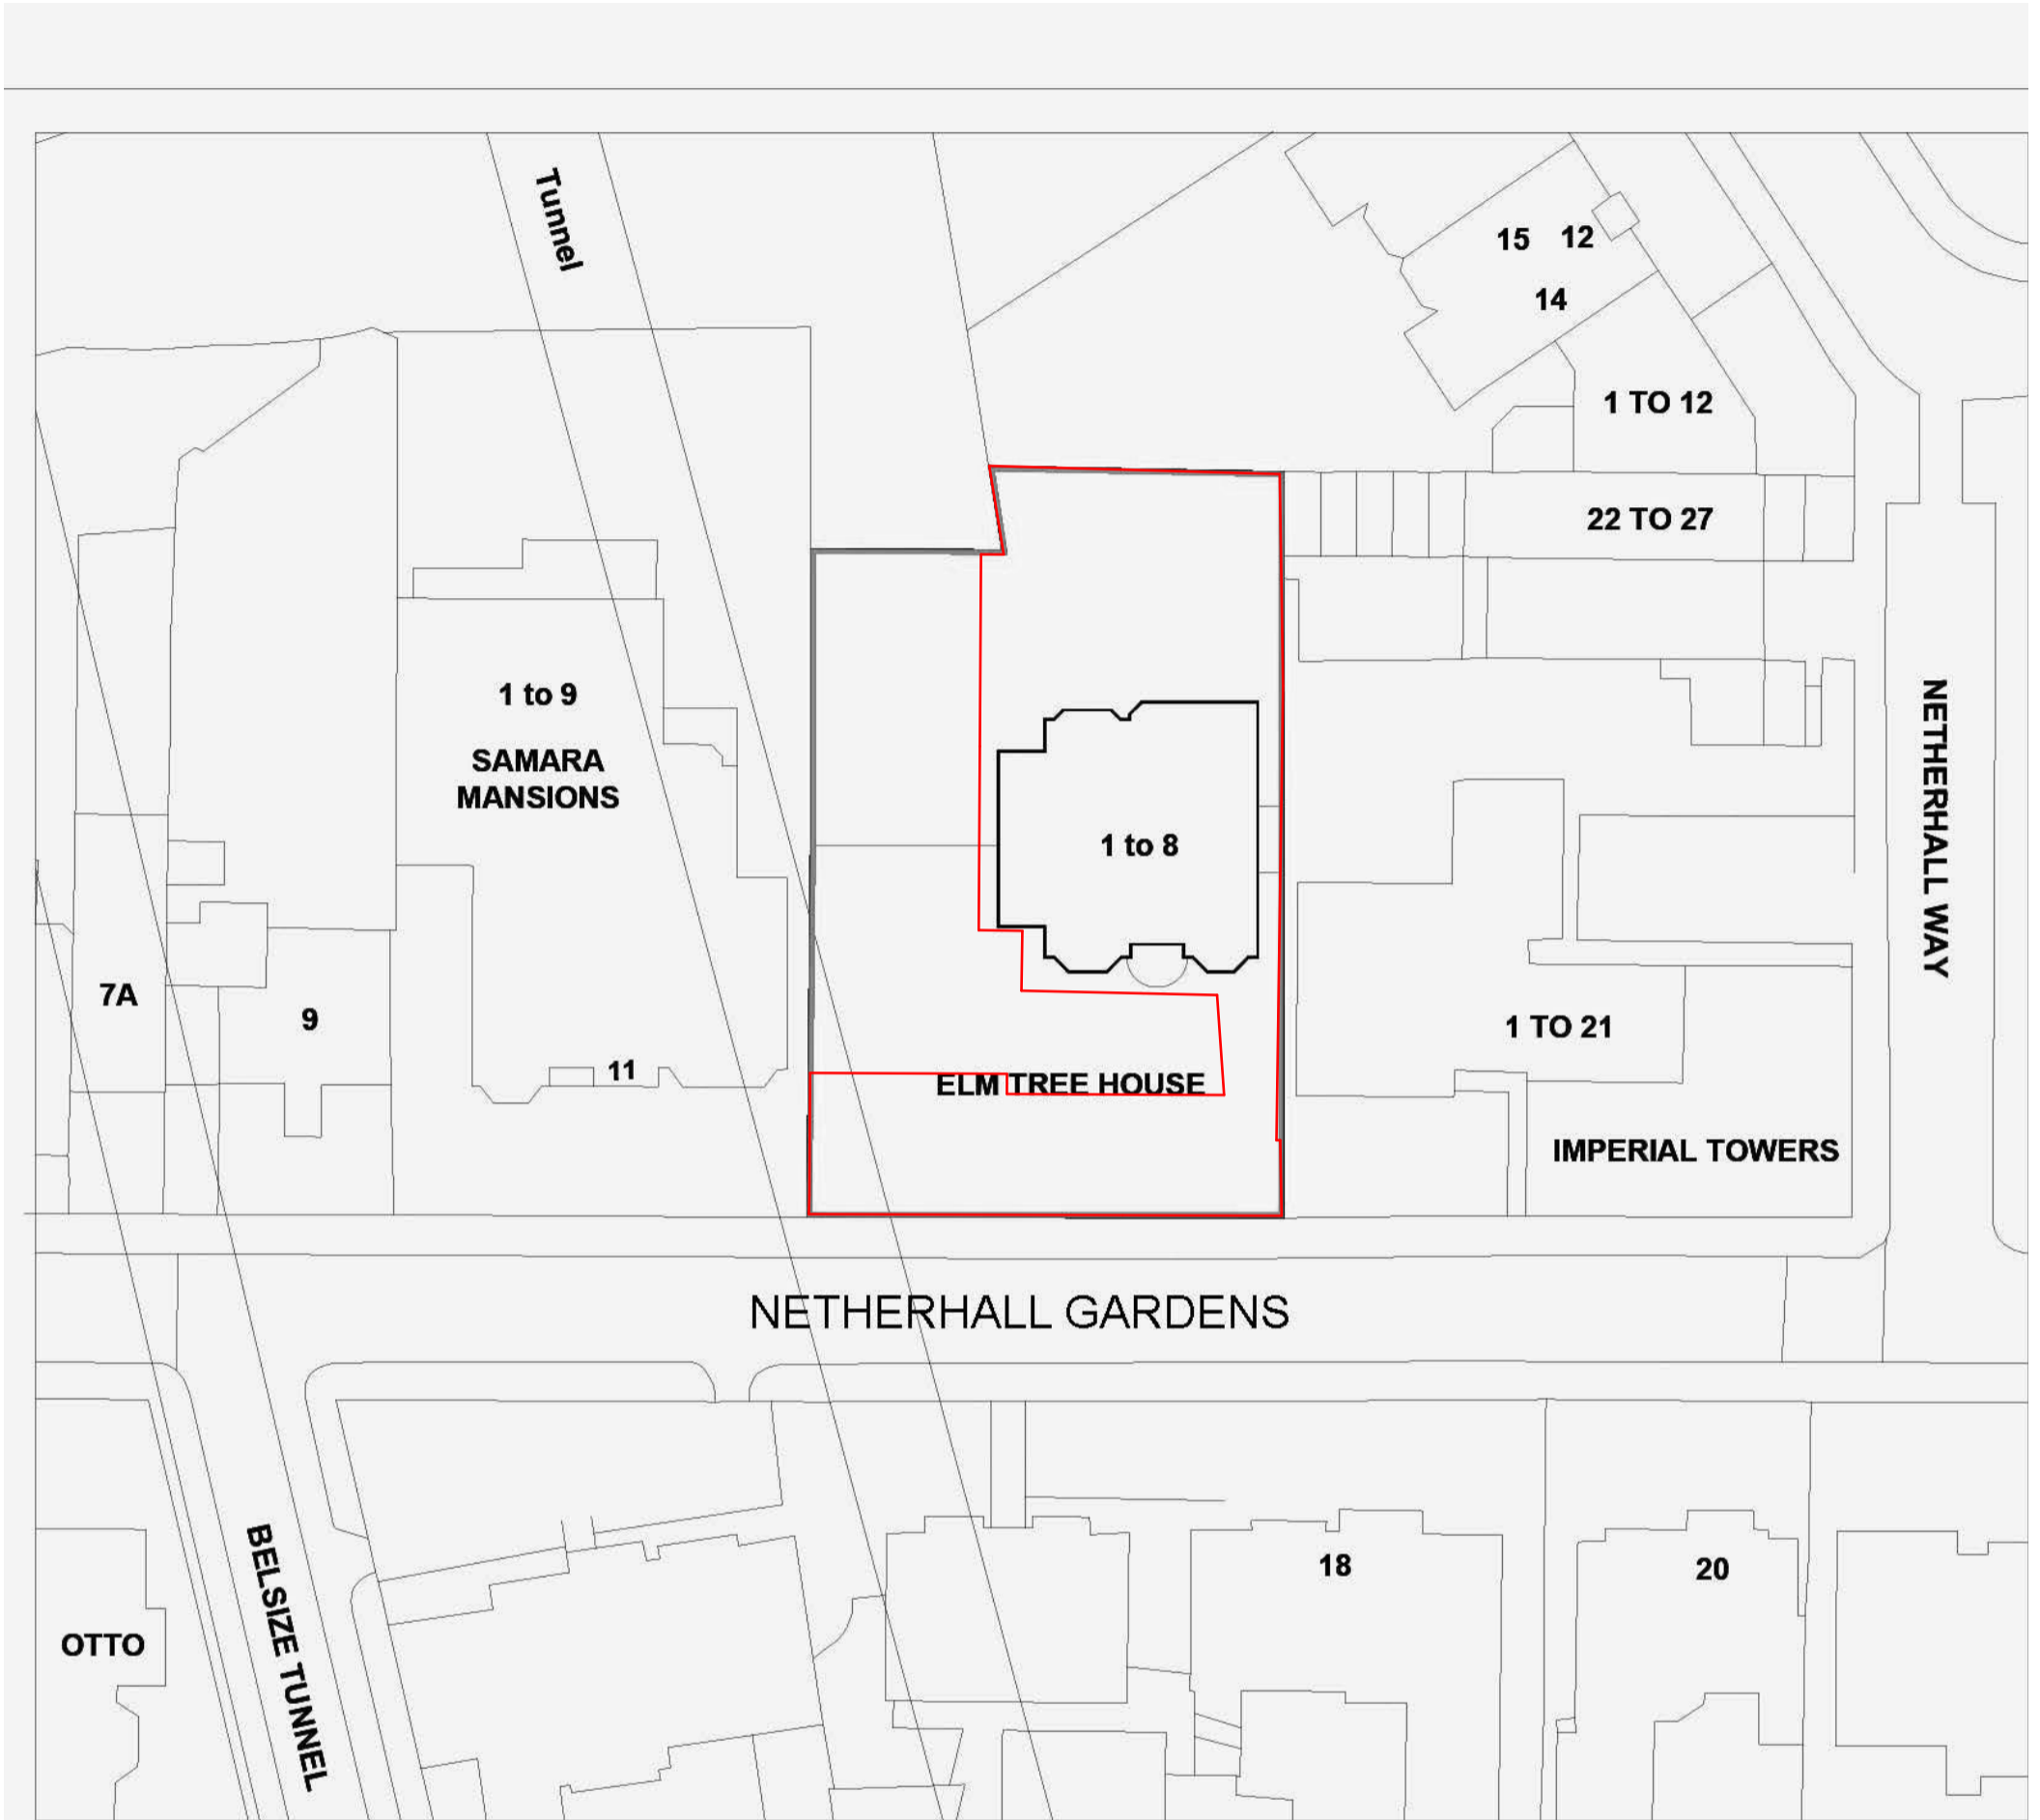 Tunnel
15 12
14
1 TO 12
22 TO 27
1 to 9
SAMARA
MANSIONS
NETHERHALL WAY
1 to 8
7A
9
11
1 TO 21
ELM TREE HOUSE
IMPERIAL TOWERS
NETHERHALL GARDENS
18
20
BELSIZE TUNNEL
OTTO